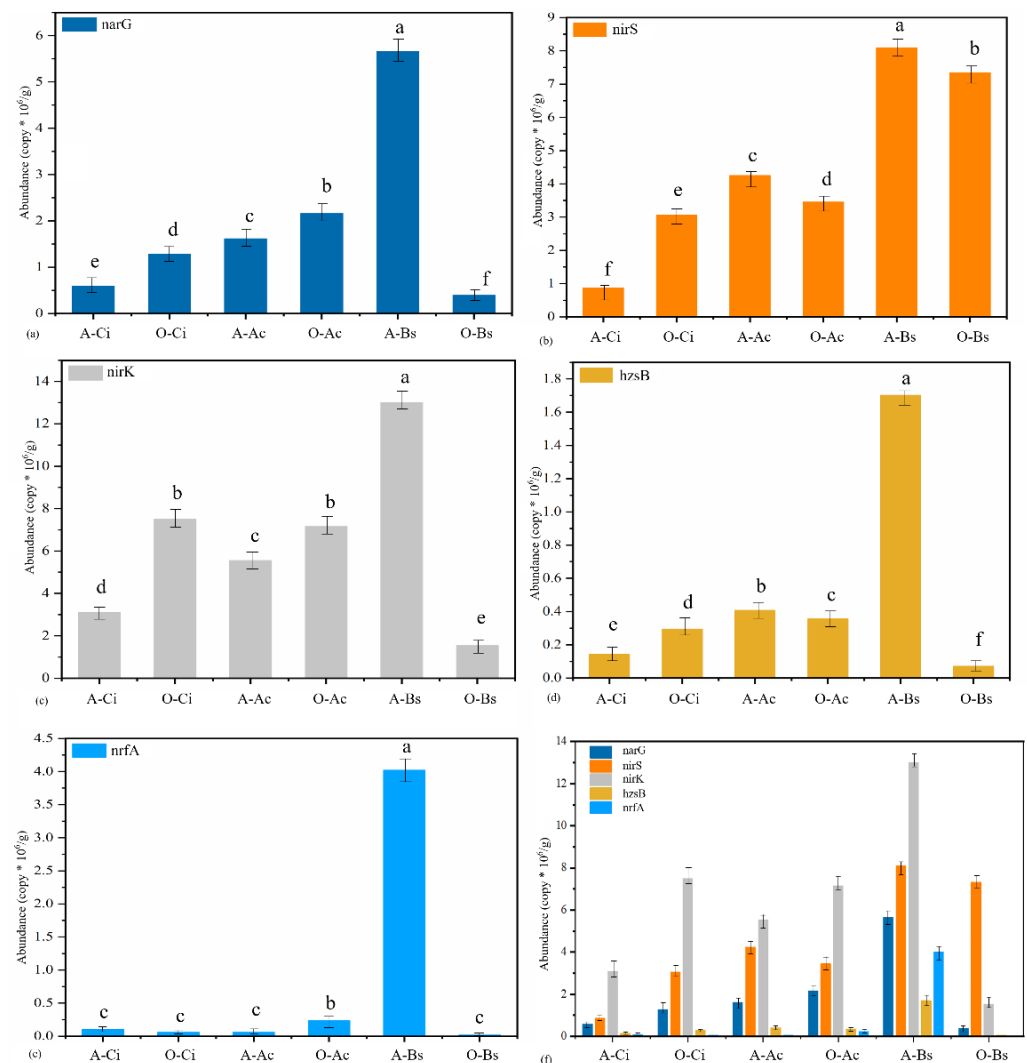 narG
Abundance (copy * 10⁶/g)
6
5
4
3
2
1
0
e
d
c
b
a
f
A-Ci O-Ci A-Ac O-Ac A-Bs O-Bs
(a)
nirS
Abundance (copy * 10⁶/g)
9
8
7
6
5
4
3
2
1
0
f
e
c
d
a
b
A-Ci O-Ci A-Ac O-Ac A-Bs O-Bs
(b)
nirK
Abundance (copy * 10⁶/g)
14
12
10
8
6
4
2
0
d
b
c
b
a
e
A-Ci O-Ci A-Ac O-Ac A-Bs O-Bs
(c)
hzsB
Abundance (copy * 10⁶/g)
1.8
1.6
1.4
1.2
1.0
0.8
0.6
0.4
0.2
0.0
e
d
b
c
a
f
A-Ci O-Ci A-Ac O-Ac A-Bs O-Bs
(d)
nrfA
Abundance (copy * 10⁶/g)
4.5
4.0
3.5
3.0
2.5
2.0
1.5
1.0
0.5
0.0
c
c
c
b
a
c
A-Ci O-Ci A-Ac O-Ac A-Bs O-Bs
(e)
narG
nirS
nirK
hzsB
nrfA
Abundance (copy * 10⁶/g)
14
12
10
8
6
4
2
0
A-Ci O-Ci A-Ac O-Ac A-Bs O-Bs
(f)